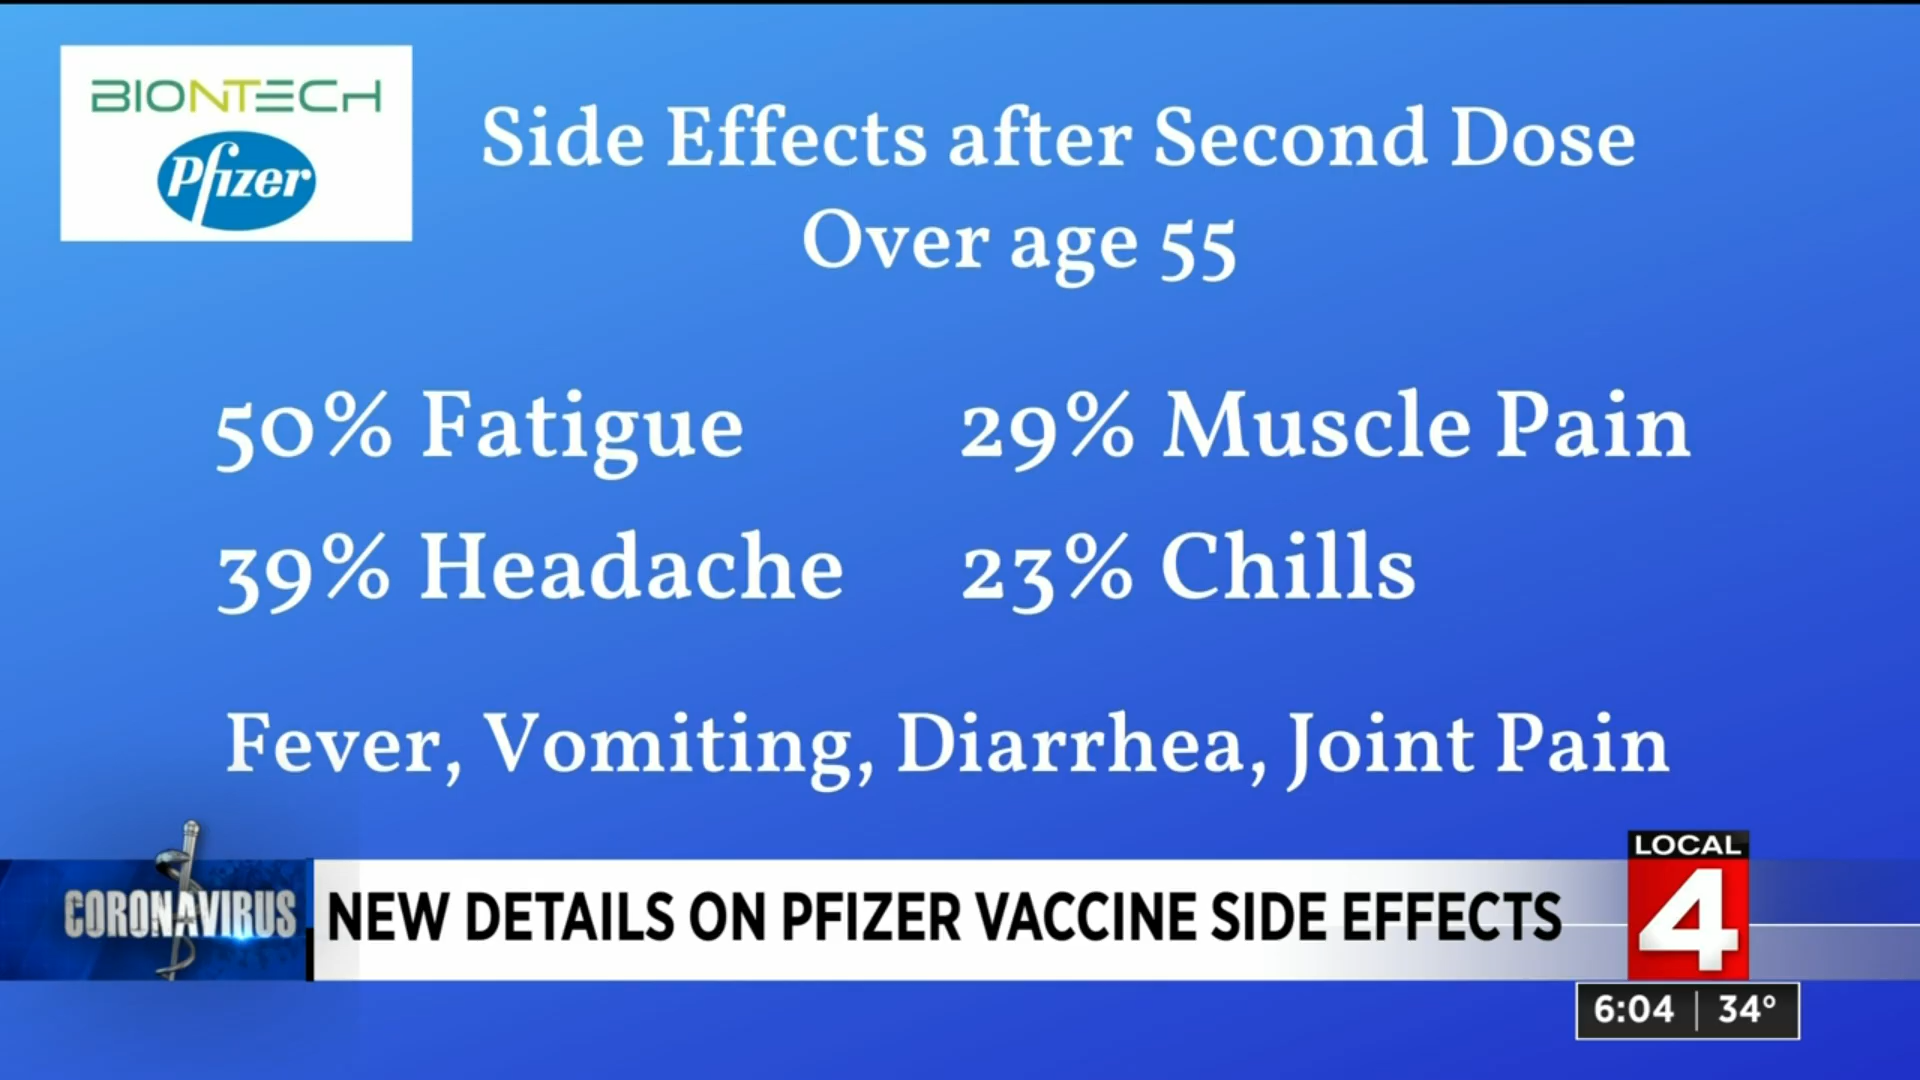 BIONTECH
Pfizer
Side Effects after Second Dose
Over age 55
50% Fatigue
29% Muscle Pain
39% Headache
23% Chills
Fever, Vomiting, Diarrhea, Joint Pain
CORONAVIRUS
NEW DETAILS ON PFIZER VACCINE SIDE EFFECTS
LOCAL
4
6:04 34°